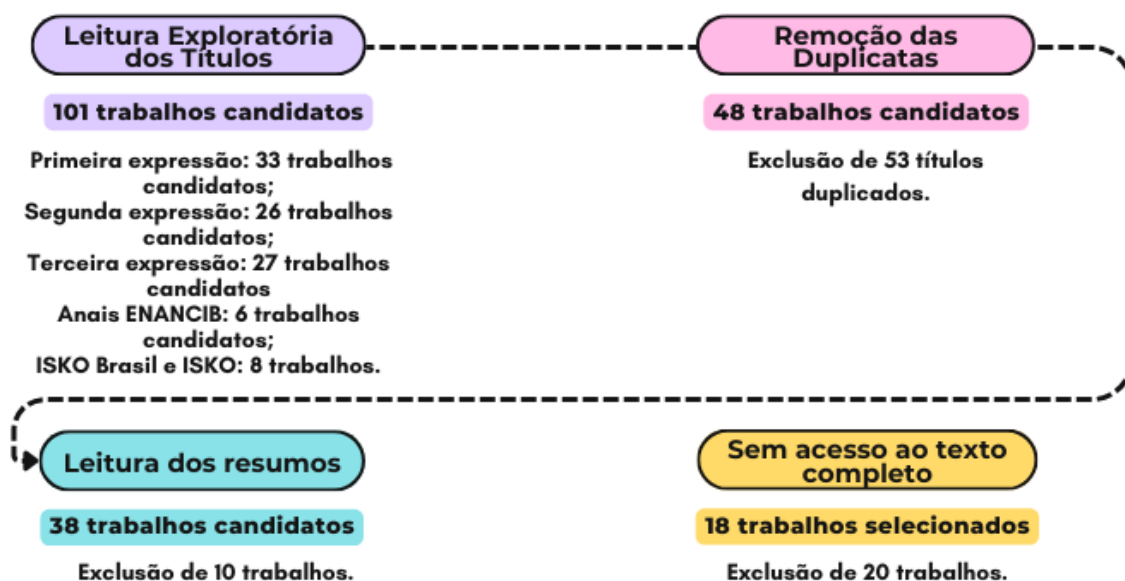 Leitura Exploratória
dos Títulos
101 trabalhos candidatos
Primeira expressão: 33 trabalhos
candidatos;
Segunda expressão: 26 trabalhos
candidatos;
Terceira expressão: 27 trabalhos
candidatos
Anais ENANCIB: 6 trabalhos
candidatos;
ISKO Brasil e ISKO: 8 trabalhos.
Remoção das
Duplicatas
48 trabalhos candidatos
Exclusão de 53 títulos
duplicados.
Leitura dos resumos
38 trabalhos candidatos
Exclusão de 10 trabalhos.
Sem acesso ao texto
completo
18 trabalhos selecionados
Exclusão de 20 trabalhos.